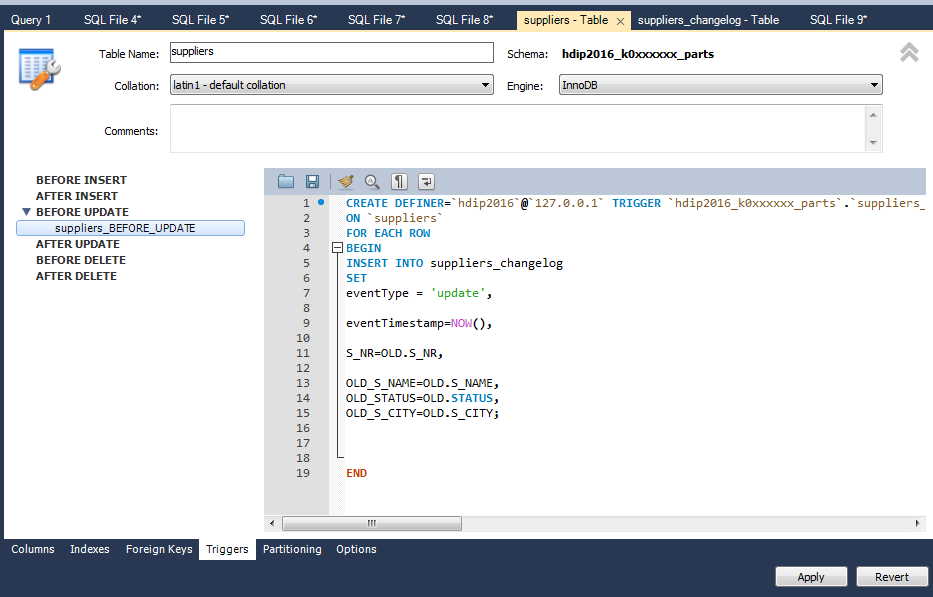 Query 1 SQL File 4* SQL File 5* SQL File 6* SQL File 7* SQL File 8* suppliers - Table suppliers_changelog - Table SQL File 9*
Table Name: suppliers Schema: hdip2016_k0xxxxxx_parts
Collation: latin1 - default collation Engine: InnoDB
Comments:
BEFORE INSERT
AFTER INSERT
BEFORE UPDATE
suppliers_BEFORE_UPDATE
AFTER UPDATE
BEFORE DELETE
AFTER DELETE
1 CREATE DEFINER=`hdip2016`@`127.0.0.1` TRIGGER `hdip2016_k0xxxxxx_parts`.`suppliers_
2 ON `suppliers`
3 FOR EACH ROW
4 BEGIN
5 INSERT INTO suppliers_changelog
6 SET
7 eventType = 'update',
8
9 eventTimestamp=NOW(),
10
11 S_NR=OLD.S_NR,
12
13 OLD_S_NAME=OLD.S_NAME,
14 OLD_STATUS=OLD.STATUS,
15 OLD_S_CITY=OLD.S_CITY;
16
17
18
19 END
Columns Indexes Foreign Keys Triggers Partitioning Options
Apply Revert